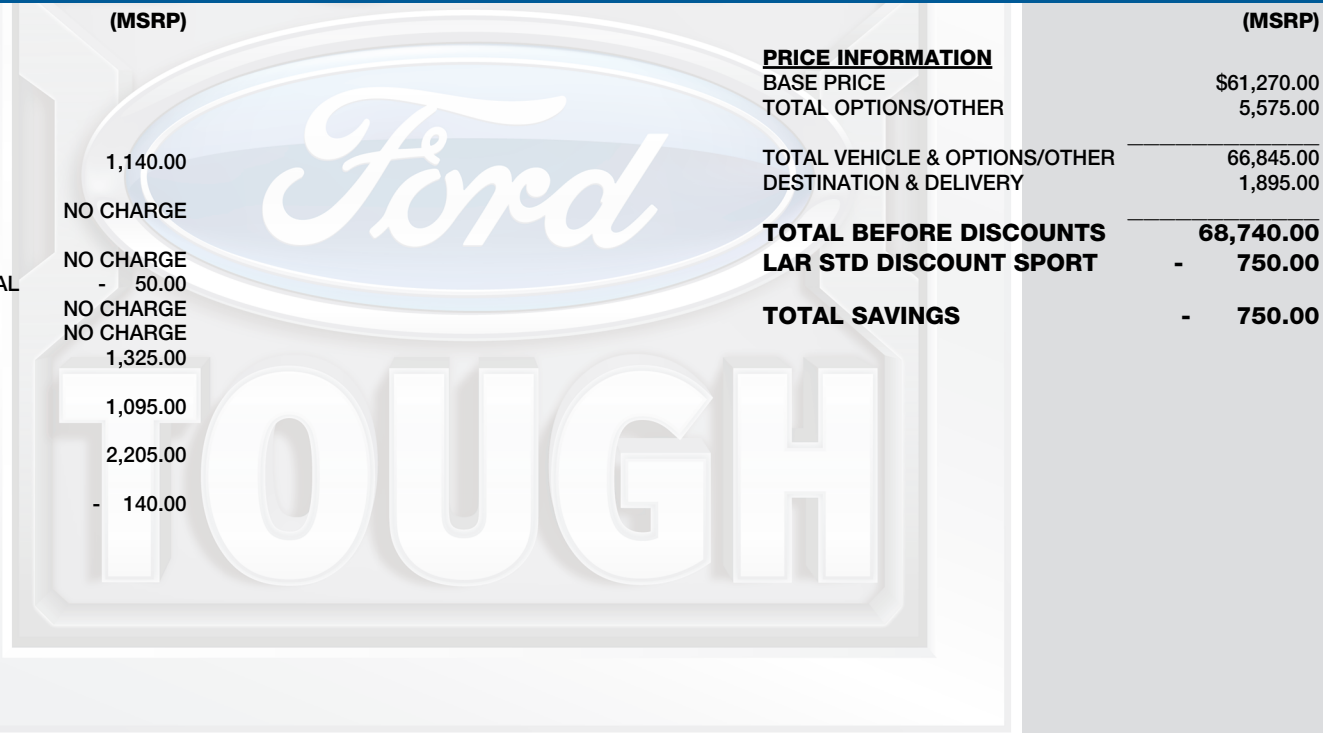 (MSRP)
1,140.00
NO CHARGE
NO CHARGE
AL - 50.00
NO CHARGE
NO CHARGE
1,325.00
1,095.00
2,205.00
- 140.00
Ford
TOUGH
(MSRP)
PRICE INFORMATION
BASE PRICE $61,270.00
TOTAL OPTIONS/OTHER 5,575.00
TOTAL VEHICLE & OPTIONS/OTHER 66,845.00
DESTINATION & DELIVERY 1,895.00
TOTAL BEFORE DISCOUNTS 68,740.00
LAR STD DISCOUNT SPORT - 750.00
TOTAL SAVINGS - 750.00